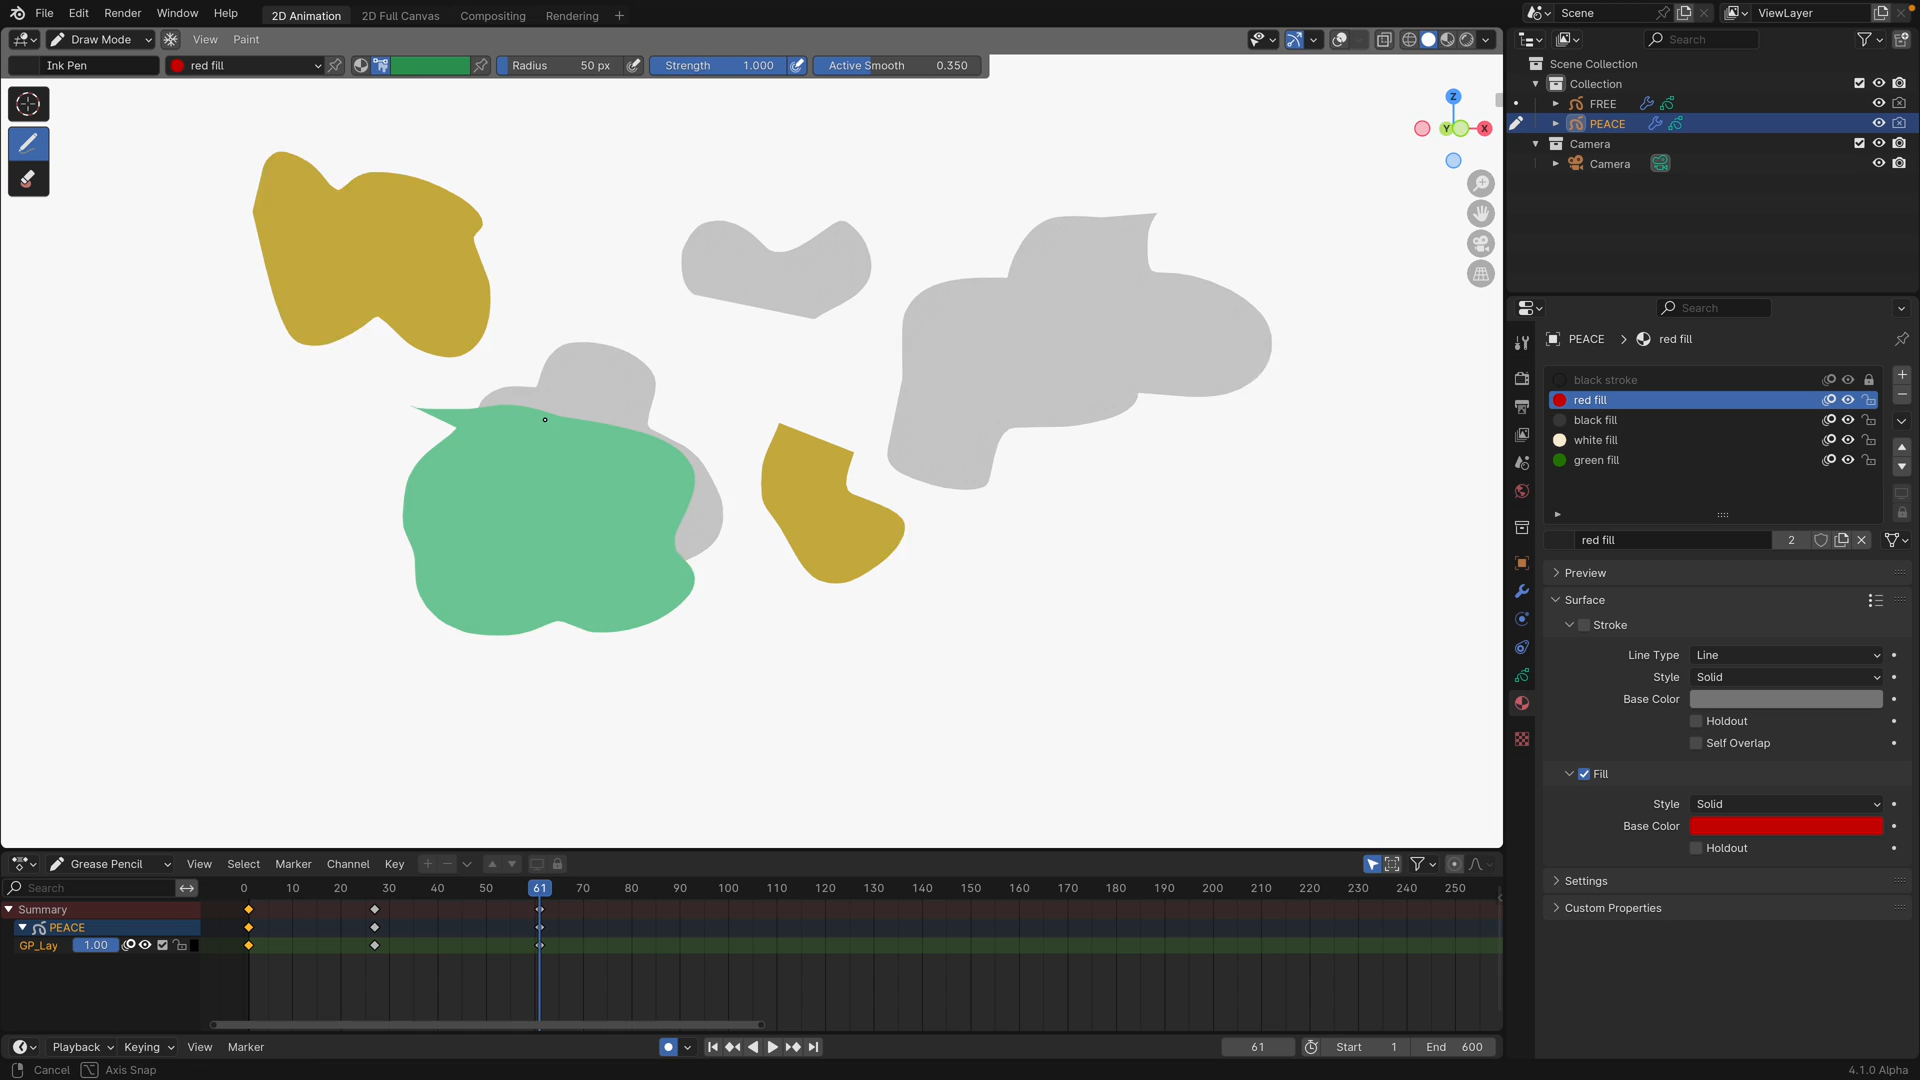 File Edit Render Window Help 2D Animation 2D Full Canvas Compositing Rendering + Scene ViewLayer
Draw Mode View Paint Search
Ink Pen red fill Radius 50 px Strength 1.000 Active Smooth 0.350
Scene Collection
Collection
FREE
PEACE
Camera
Camera
Z
Y X
Search
PEACE > red fill
black stroke
red fill
black fill
white fill
green fill
red fill 2
Preview
Surface
Stroke
Line Type Line
Style Solid
Base Color
Holdout
Self Overlap
Fill
Style Solid
Base Color
Holdout
Settings
Custom Properties
Grease Pencil View Select Marker Channel Key
Search 0 10 20 30 40 50 61 70 80 90 100 110 120 130 140 150 160 170 180 190 200 210 220 230 240 250
Summary
PEACE
GP_Lay 1.00
Playback Keying View Marker 61 Start 1 End 600
Cancel Axis Snap 4.1.0 Alpha